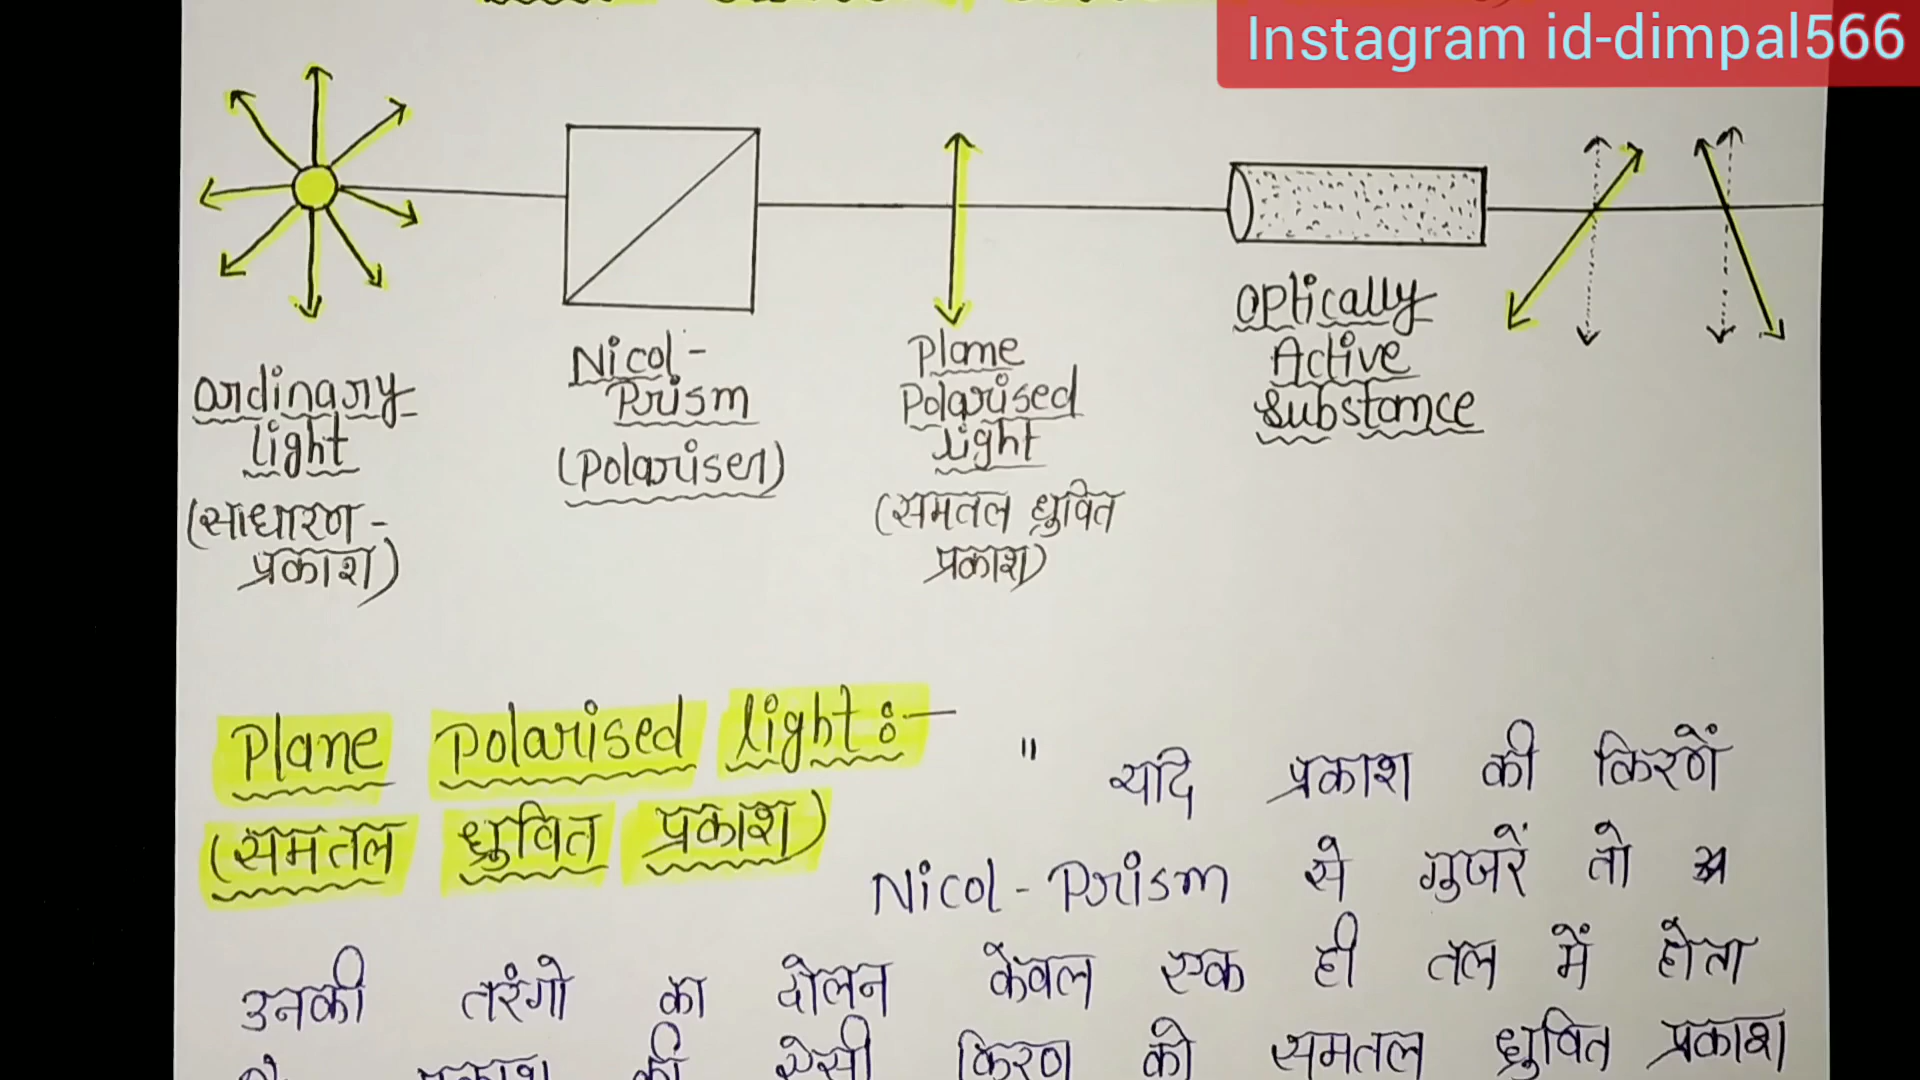 Instagram id-dimpal566
ordinary
light
(साधारण-
प्रकाश)
Nicol-
Prism
(Polariser)
Plane
Polarised
light
(समतल ध्रुवित
प्रकाश)
Optically
Active
Substance
Plane Polarised light:-
(समतल ध्रुवित प्रकाश)
" यदि प्रकाश की किरणें
Nicol-Prism से गुजरें तो
उनकी तरंगो का दोलन केवल एक ही तल में होता
प्रकाश की ऐसी किरण को समतल ध्रुवित प्रकाश